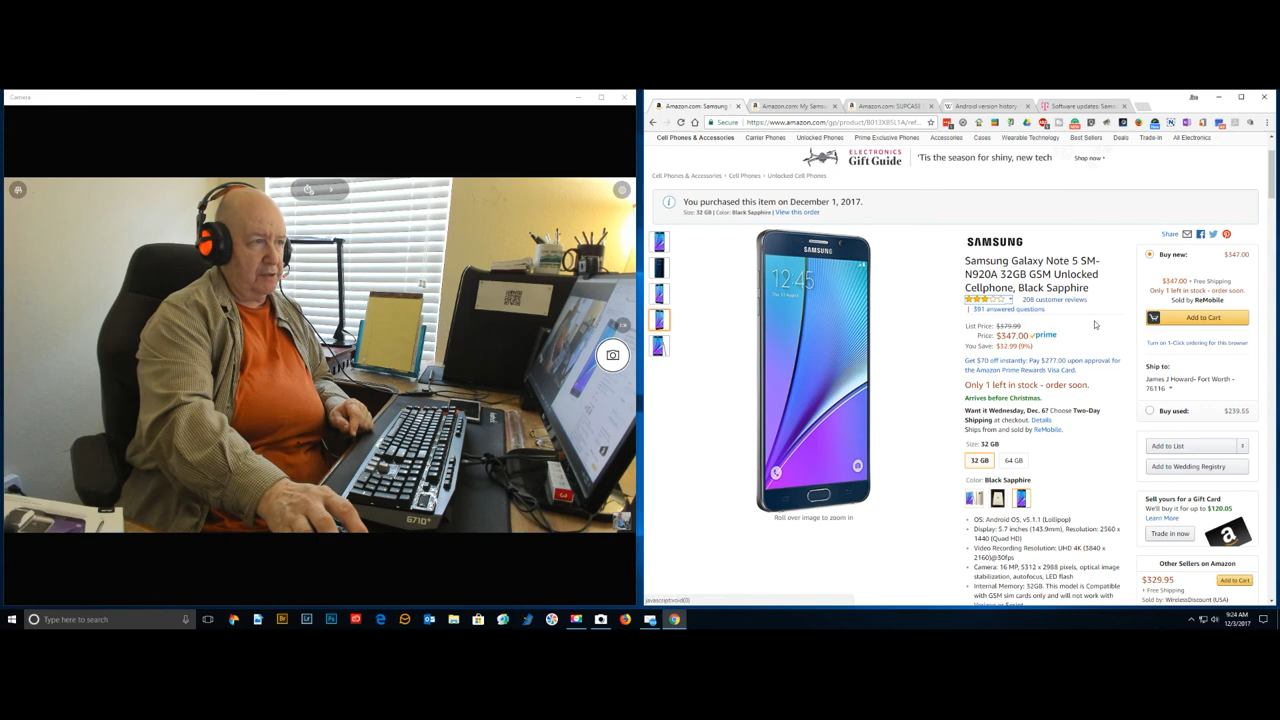 Camera
6710+
3
Amazon.com: Samsung
Amazon.com: My Samsu
Amazon.com: SUPCASE
Android version history
Software updates: Sams
Secure
https://www.amazon.com/gp/product/B013XB5L1A/ref...
Cell Phones & Accessories
Carrier Phones
Unlocked Phones
Prime Exclusive Phones
Accessories
Cases
Wearable Technology
Best Sellers
Deals
Trade-In
All Electronics
ELECTRONICS
Gift Guide
'Tis the season for shiny, new tech
Shop now
Cell Phones & Accessories › Cell Phones › Unlocked Cell Phones
You purchased this item on December 1, 2017.
Size: 32 GB | Color: Black Sapphire | View this order
SAMSUNG
12:45
Roll over image to zoom in
SAMSUNG
Samsung Galaxy Note 5 SM-
N920A 32GB GSM Unlocked
Cellphone, Black Sapphire
208 customer reviews
| 391 answered questions
List Price: $379.99
Price: $347.00 prime
You Save: $32.99 (9%)
Get $70 off instantly: Pay $277.00 upon approval for
the Amazon Prime Rewards Visa Card.
Only 1 left in stock - order soon.
Arrives before Christmas.
Want it Wednesday, Dec. 6? Choose Two-Day
Shipping at checkout. Details
Ships from and sold by ReMobile.
Size: 32 GB
32 GB
64 GB
Color: Black Sapphire
OS: Android OS, v5.1.1 (Lollipop)
Display: 5.7 inches (143.9mm), Resolution: 2560 x
1440 (Quad HD)
Video Recording Resolution: UHD 4K (3840 x
2160)@30fps
Camera: 16 MP, 5312 x 2988 pixels, optical image
stabilization, autofocus, LED flash
Internal Memory: 32GB. This model is Compatible
with GSM sim cards only and will not work with
Verizon or Sprint
Share
Buy new:
$347.00
$347.00 + Free Shipping
Only 1 left in stock - order soon.
Sold by ReMobile
Add to Cart
Turn on 1-Click ordering for this browser
Ship to:
James J Howard- Fort Worth -
76116
Buy used:
$239.55
Add to List
Add to Wedding Registry
Sell yours for a Gift Card
We'll buy it for up to $120.05
Learn More
Trade in now
Other Sellers on Amazon
$329.95
Add to Cart
+ Free Shipping
Sold by: WirelessDiscount (USA)
javascript:void(0)
Type here to search
9:24 AM
12/3/2017